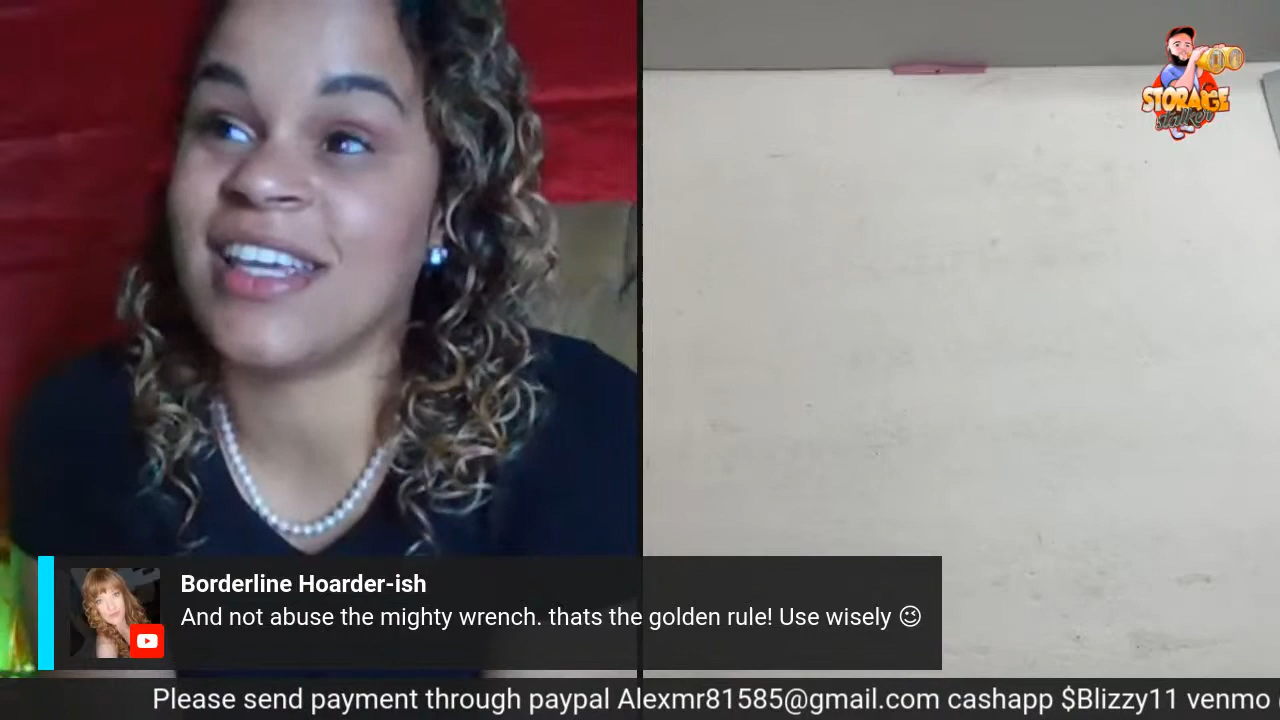 STORAGE
stalker
Borderline Hoarder-ish
And not abuse the mighty wrench. thats the golden rule! Use wisely 😉
Please send payment through paypal Alexmr81585@gmail.com cashapp $Blizzy11 venmo